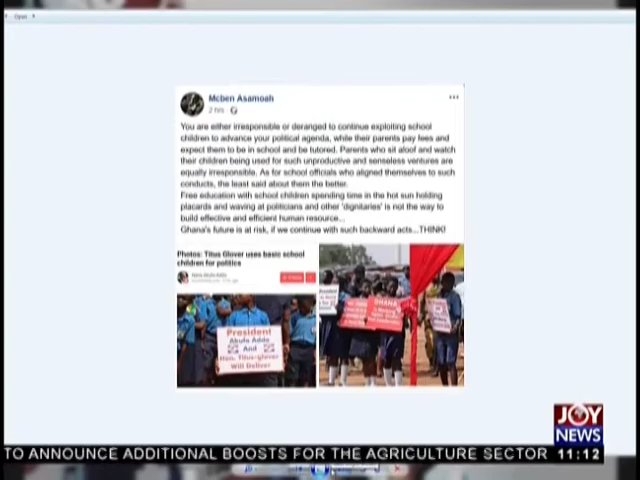 Open
Mcben Asamoah
2 hrs
You are either irresponsible or deranged to continue exploiting school
children to advance your political agenda, while their parents pay fees and
expect them to be in school and be tutored. Parents who sit aloof and watch
their children being used for such unproductive and senseless ventures are
equally irresponsible. As for school officials who aligned themselves to such
conducts, the least said about them the better.
Free education with school children spending time in the hot sun holding
placards and waving at politicians and other 'dignitaries' is not the way to
build effective and efficient human resource...
Ghana's future is at risk, if we continue with such backward acts...THINK!
Photos: Titus Glover uses basic school
children for politics
President
Akufo Addo
And
Hon. Titus-glover
Will Deliver
GHANA
JOY
NEWS
TO ANNOUNCE ADDITIONAL BOOSTS FOR THE AGRICULTURE SECTOR
11:12